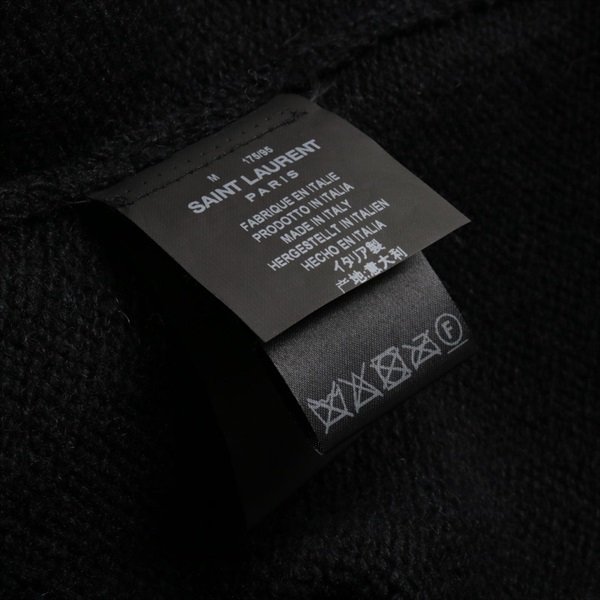 M 175/95
SAINT LAURENT
PARIS
FABRIQUE EN ITALIE
PRODOTTO IN ITALIA
MADE IN ITALY
HERGESTELLT IN ITALIEN
HECHO EN ITALIA
イタリア製
产地:意大利
F